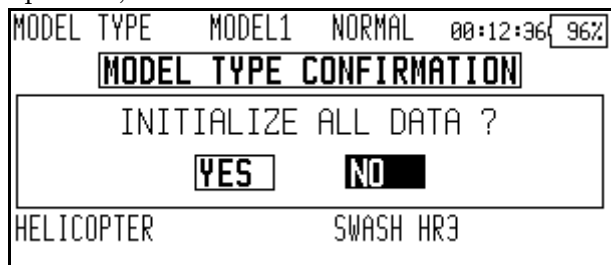 MODEL TYPE MODEL1 NORMAL 00:12:36 96%
MODEL TYPE CONFIRMATION
INITIALIZE ALL DATA ?
YES NO
HELICOPTER SWASH HR3